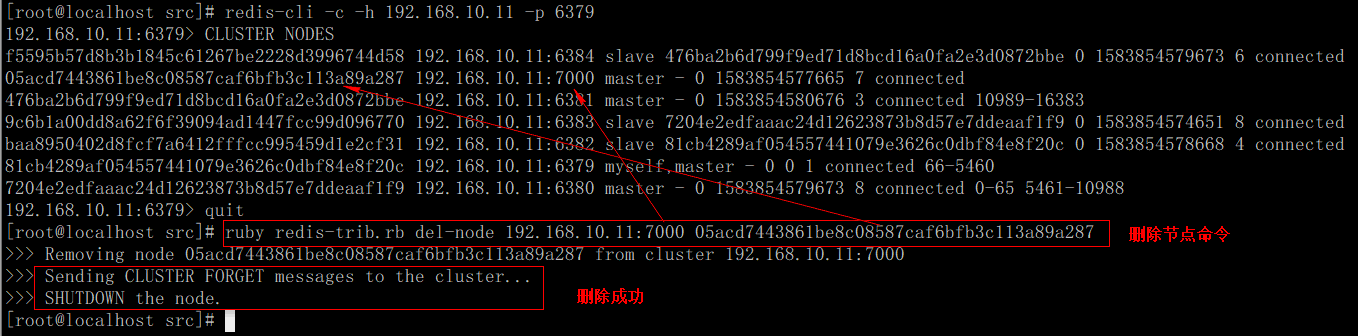 [root@localhost src]# redis-cli -c -h 192.168.10.11 -p 6379
192.168.10.11:6379> CLUSTER NODES
f5595b57d8b3b1845c61267be2228d3996744d58 192.168.10.11:6384 slave 476ba2b6d799f9ed71d8bcd16a0fa2e3d0872bbe 0 1583854579673 6 connected
05acd7443861be8c08587caf6bfb3c113a89a287 192.168.10.11:7000 master - 0 1583854577665 7 connected
476ba2b6d799f9ed71d8bcd16a0fa2e3d0872bbe 192.168.10.11:6381 master - 0 1583854580676 3 connected 10989-16383
9c6b1a00dd8a62f6f39094ad1447fcc99d096770 192.168.10.11:6383 slave 7204e2edfaaac24d12623873b8d57e7ddeaaf1f9 0 1583854574651 8 connected
baa8950402d8fcf7a6412fffcc995459d1e2cf31 192.168.10.11:6382 slave 81cb4289af054557441079e3626c0dbf84e8f20c 0 1583854578668 4 connected
81cb4289af054557441079e3626c0dbf84e8f20c 192.168.10.11:6379 myself,master - 0 0 1 connected 66-5460
7204e2edfaaac24d12623873b8d57e7ddeaaf1f9 192.168.10.11:6380 master - 0 1583854579673 8 connected 0-65 5461-10988
192.168.10.11:6379> quit
[root@localhost src]# ruby redis-trib.rb del-node 192.168.10.11:7000 05acd7443861be8c08587caf6bfb3c113a89a287 删除节点命令
>>> Removing node 05acd7443861be8c08587caf6bfb3c113a89a287 from cluster 192.168.10.11:7000
>>> Sending CLUSTER FORGET messages to the cluster...
>>> SHUTDOWN the node. 删除成功
[root@localhost src]#